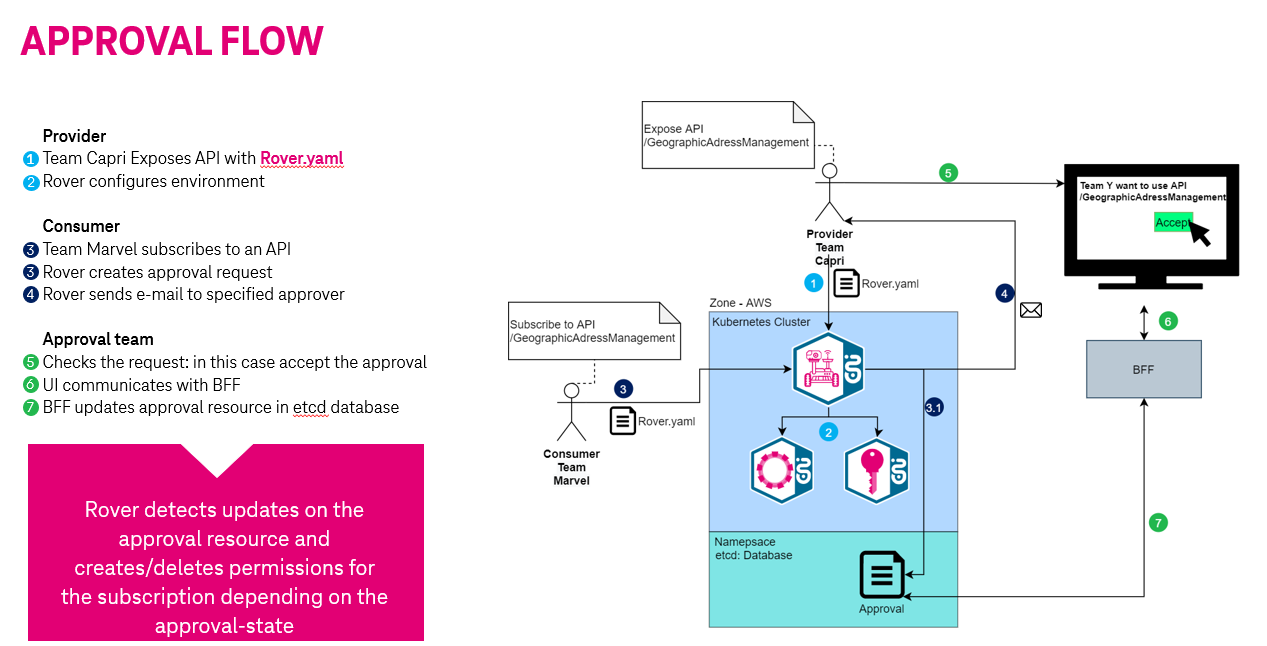 APPROVAL FLOW
Provider
1 Team Capri Exposes API with Rover.yaml
2 Rover configures environment
Consumer
3 Team Marvel subscribes to an API
3 Rover creates approval request
4 Rover sends e-mail to specified approver
Approval team
5 Checks the request: in this case accept the approval
6 UI communicates with BFF
7 BFF updates approval resource in etcd database
Rover detects updates on the
approval resource and
creates/deletes permissions for
the subscription depending on the
approval-state
Expose API
/GeographicAdressManagement
5
Team Y want to use API
/GeographicAdressManagement
Accept
Provider
Team
Capri
1
Rover.yaml
4
Zone - AWS
Kubernetes Cluster
Subscribe to API
/GeographicAdressManagement
6
BFF
3
Rover.yaml
3.1
2
Consumer
Team
Marvel
7
Namepsace
etcd: Database
Approval